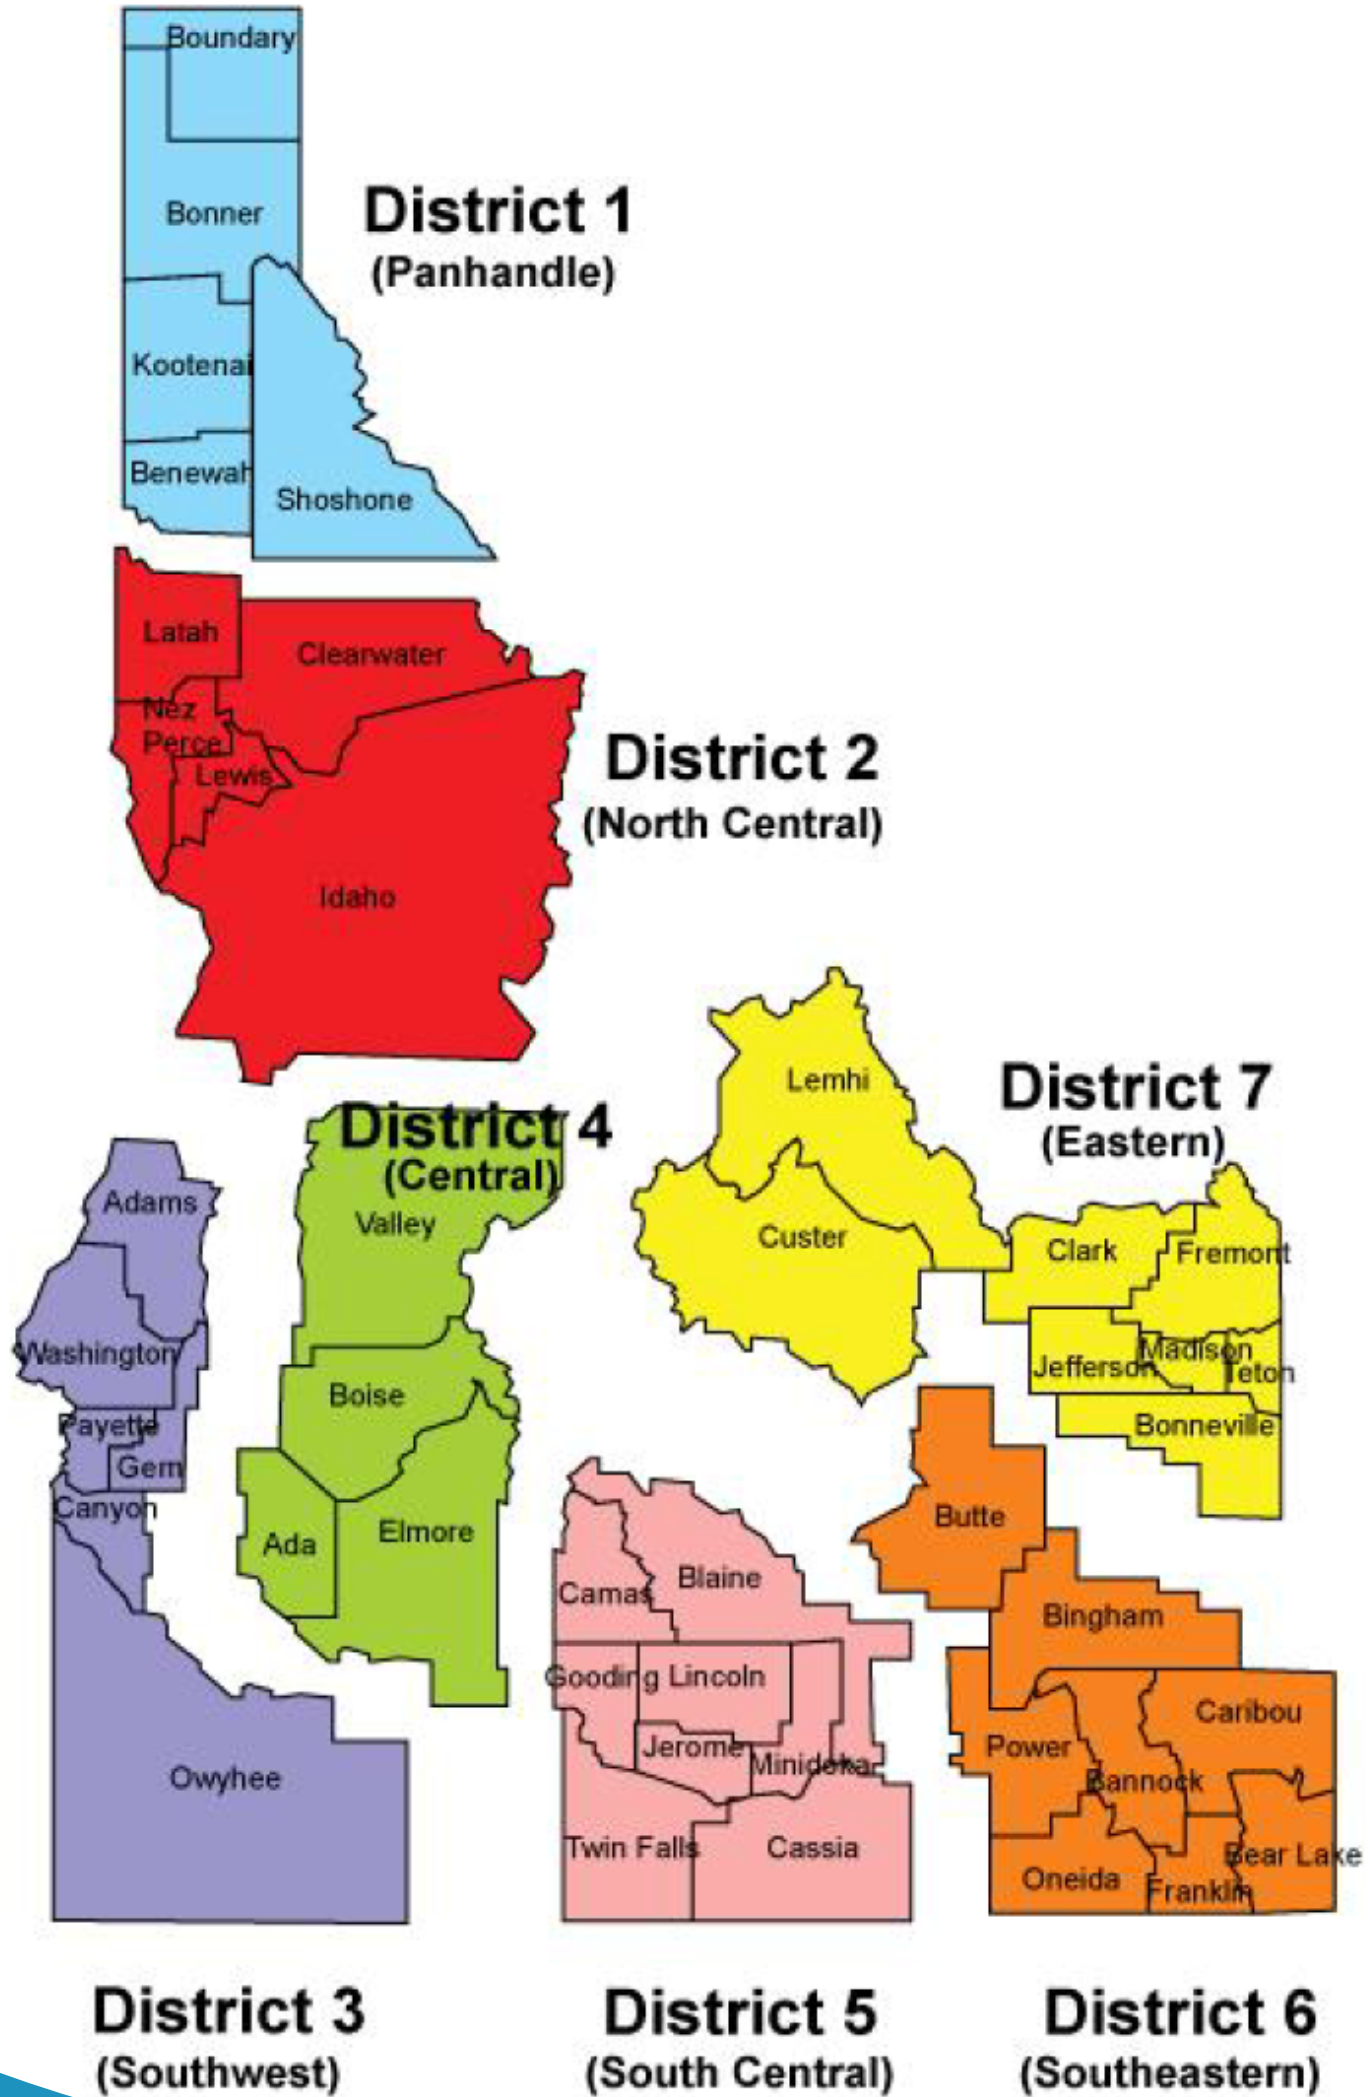 Boundary
Bonner
District 1
(Panhandle)
Kootenai
Benewah
Shoshone
Latah
Clearwater
Nez
Perce
Lewis
District 2
(North Central)
Idaho
Lemhi
District 7
(Eastern)
District 4
(Central)
Adams
Valley
Custer
Clark
Fremont
Washington
Madison
Jefferson
Teton
Boise
Payette
Bonneville
Gem
Canyon
Butte
Ada
Elmore
Blaine
Camas
Bingham
Gooding
Lincoln
Caribou
Jerome
Power
Minidoka
Owyhee
Bannock
Twin Falls
Cassia
Bear Lake
Oneida
Franklin
District 3
(Southwest)
District 5
(South Central)
District 6
(Southeastern)